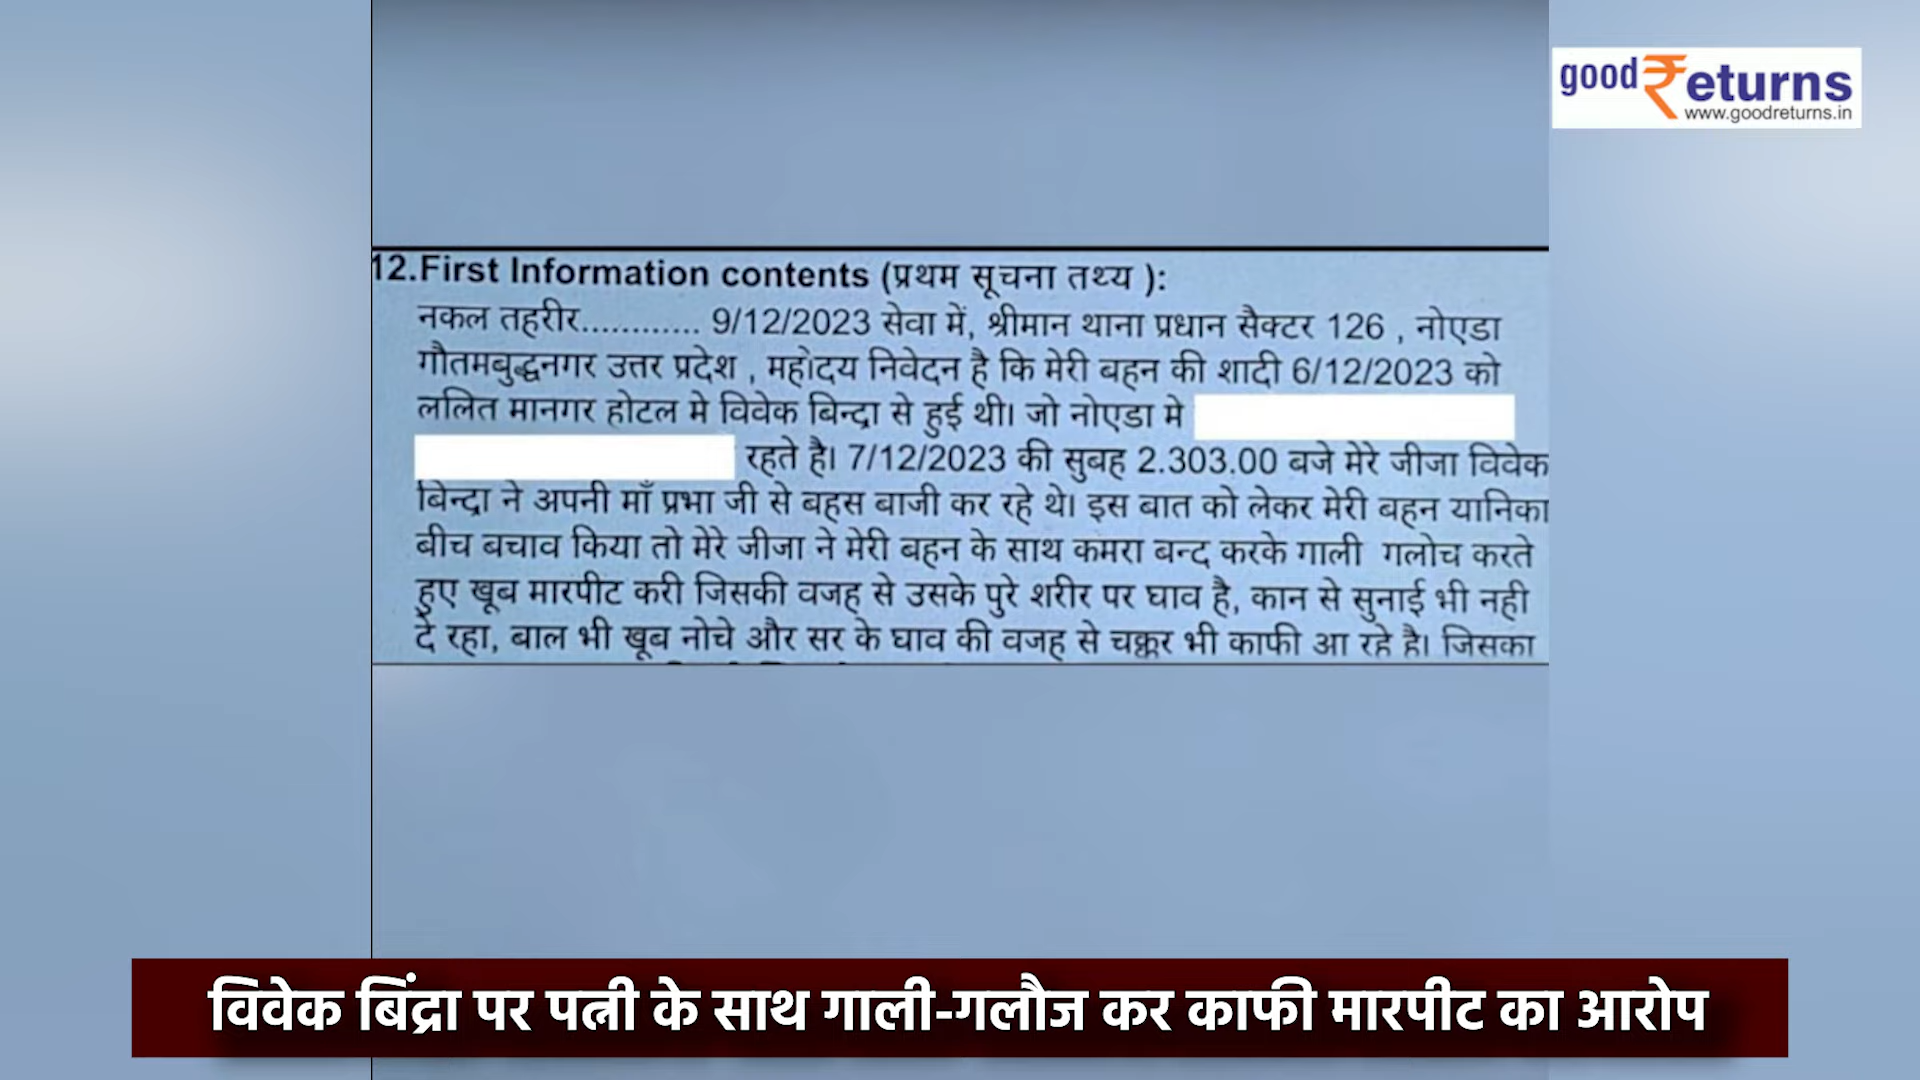 good₹eturns
www.goodreturns.in
12.First Information contents (प्रथम सूचना तथ्य ):
नकल तहरीर............ 9/12/2023 सेवा में, श्रीमान थाना प्रधान सैक्टर 126 , नोएडा
गौतमबुद्धनगर उत्तर प्रदेश , महोदय निवेदन है कि मेरी बहन की शादी 6/12/2023 को
ललित मानगर होटल मे विवेक बिन्द्रा से हुई थी। जो नोएडा मे
रहते है। 7/12/2023 की सुबह 2.303.00 बजे मेरे जीजा विवेक
बिन्द्रा ने अपनी माँ प्रभा जी से बहस बाजी कर रहे थे। इस बात को लेकर मेरी बहन यानिका
बीच बचाव किया तो मेरे जीजा ने मेरी बहन के साथ कमरा बन्द करके गाली गलोच करते
हुए खूब मारपीट करी जिसकी वजह से उसके पुरे शरीर पर घाव है, कान से सुनाई भी नही
दे रहा, बाल भी खूब नोचे और सर के घाव की वजह से चक्कर भी काफी आ रहे है। जिसका
विवेक बिंद्रा पर पत्नी के साथ गाली-गलौज कर काफी मारपीट का आरोप